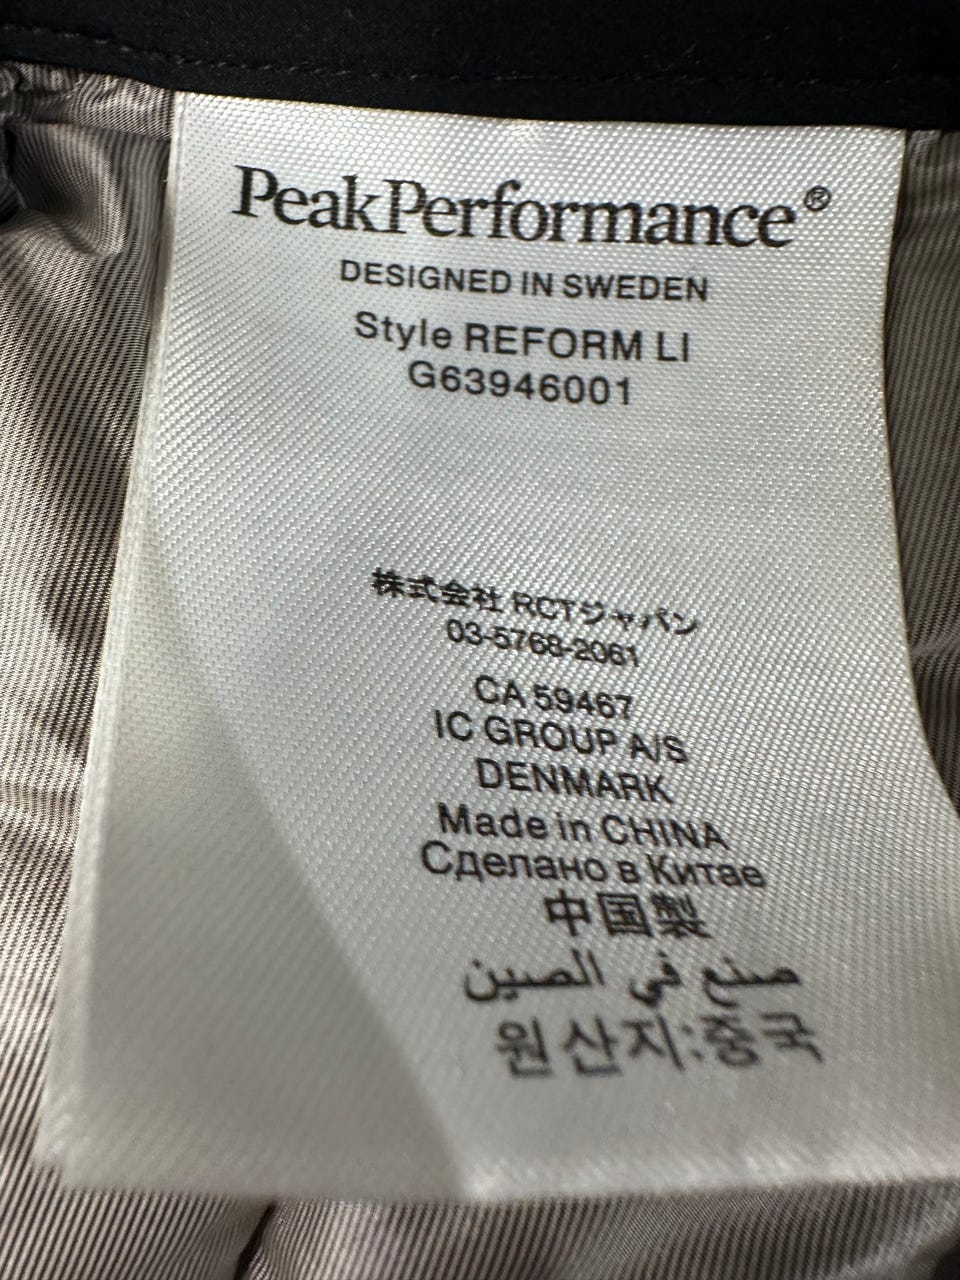 PeakPerformance®
DESIGNED IN SWEDEN
Style REFORM LI
G63946001
株式会社 RCTジャパン
03-5768-2061
CA 59467
IC GROUP A/S
DENMARK
Made in CHINA
Сделано в Китае
中国製
صنع في الصين
원산지:중국